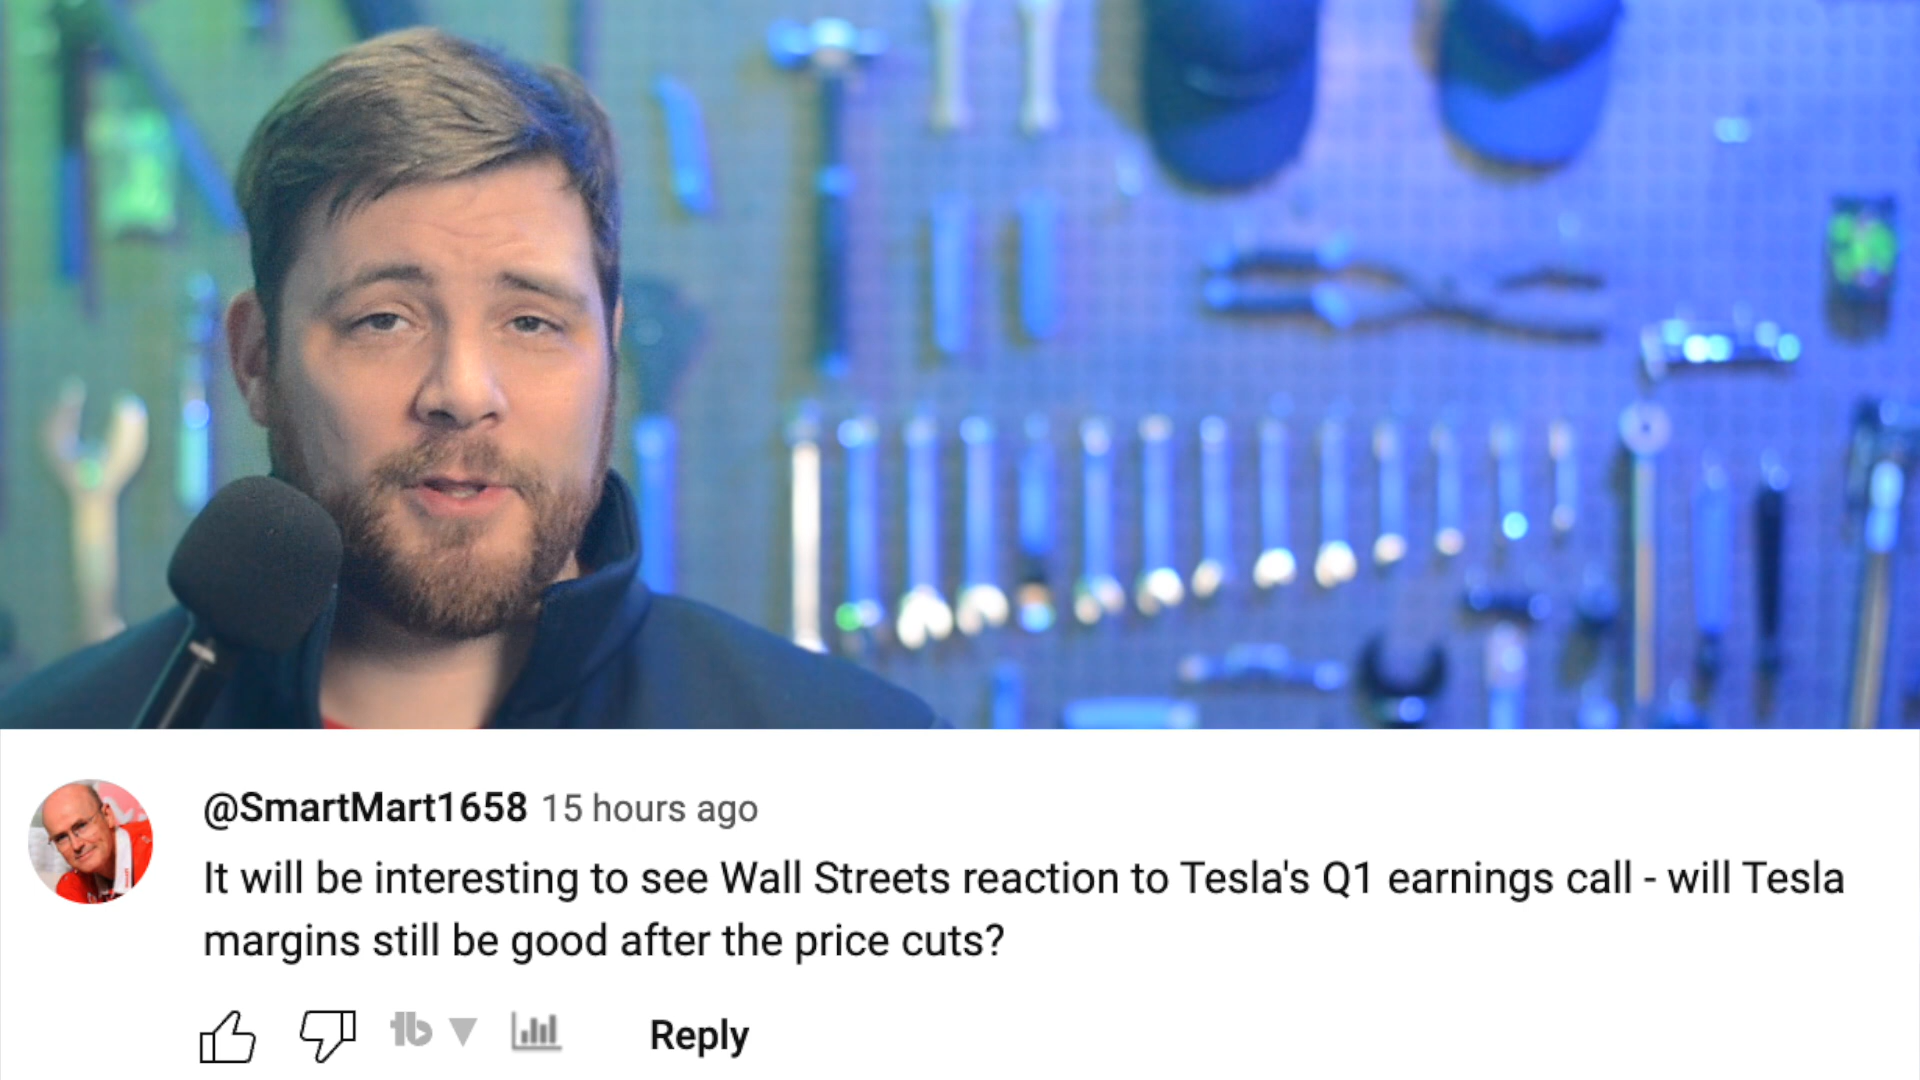 @SmartMart1658 15 hours ago
It will be interesting to see Wall Streets reaction to Tesla's Q1 earnings call - will Tesla
margins still be good after the price cuts?
tb
Reply